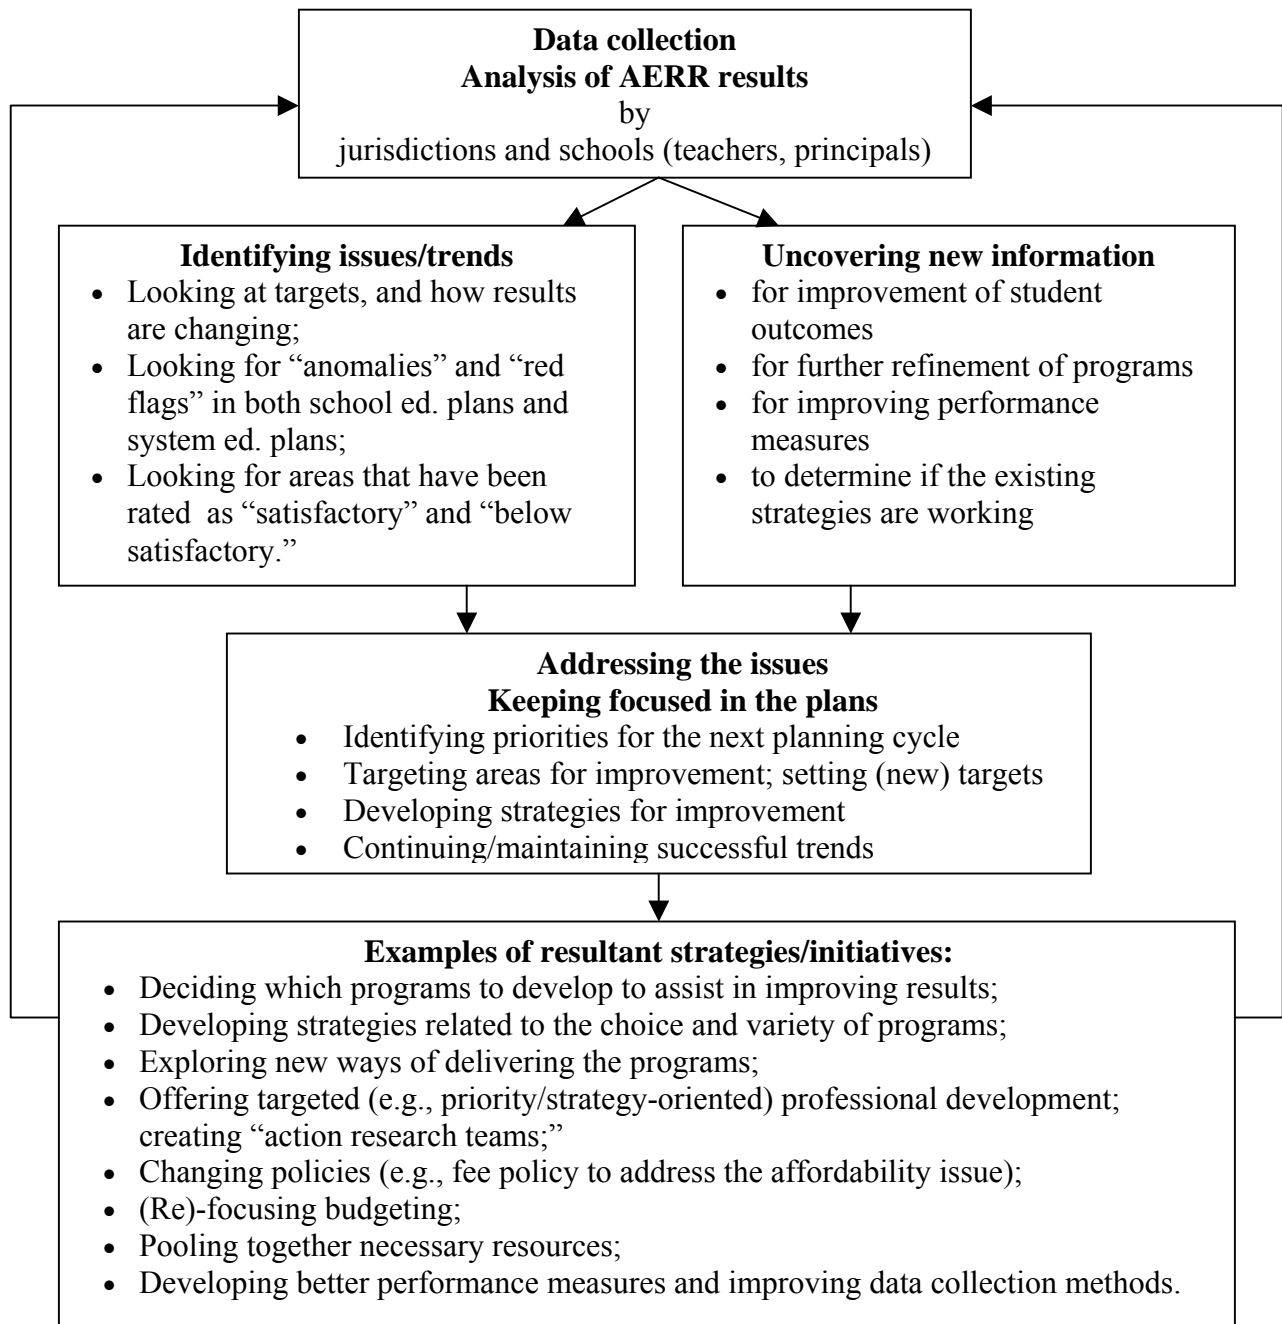 Data collection
Analysis of AERR results
by
jurisdictions and schools (teachers, principals)
Identifying issues/trends
• Looking at targets, and how results
are changing;
• Looking for “anomalies” and “red
flags” in both school ed. plans and
system ed. plans;
• Looking for areas that have been
rated  as “satisfactory” and “below
satisfactory.”
Uncovering new information
• for improvement of student
outcomes
• for further refinement of programs
• for improving performance
measures
• to determine if the existing
strategies are working
Addressing the issues
Keeping focused in the plans
• Identifying priorities for the next planning cycle
• Targeting areas for improvement; setting (new) targets
• Developing strategies for improvement
• Continuing/maintaining successful trends
Examples of resultant strategies/initiatives:
• Deciding which programs to develop to assist in improving results;
• Developing strategies related to the choice and variety of programs;
• Exploring new ways of delivering the programs;
• Offering targeted (e.g., priority/strategy-oriented) professional development;
creating “action research teams;”
• Changing policies (e.g., fee policy to address the affordability issue);
• (Re)-focusing budgeting;
• Pooling together necessary resources;
• Developing better performance measures and improving data collection methods.